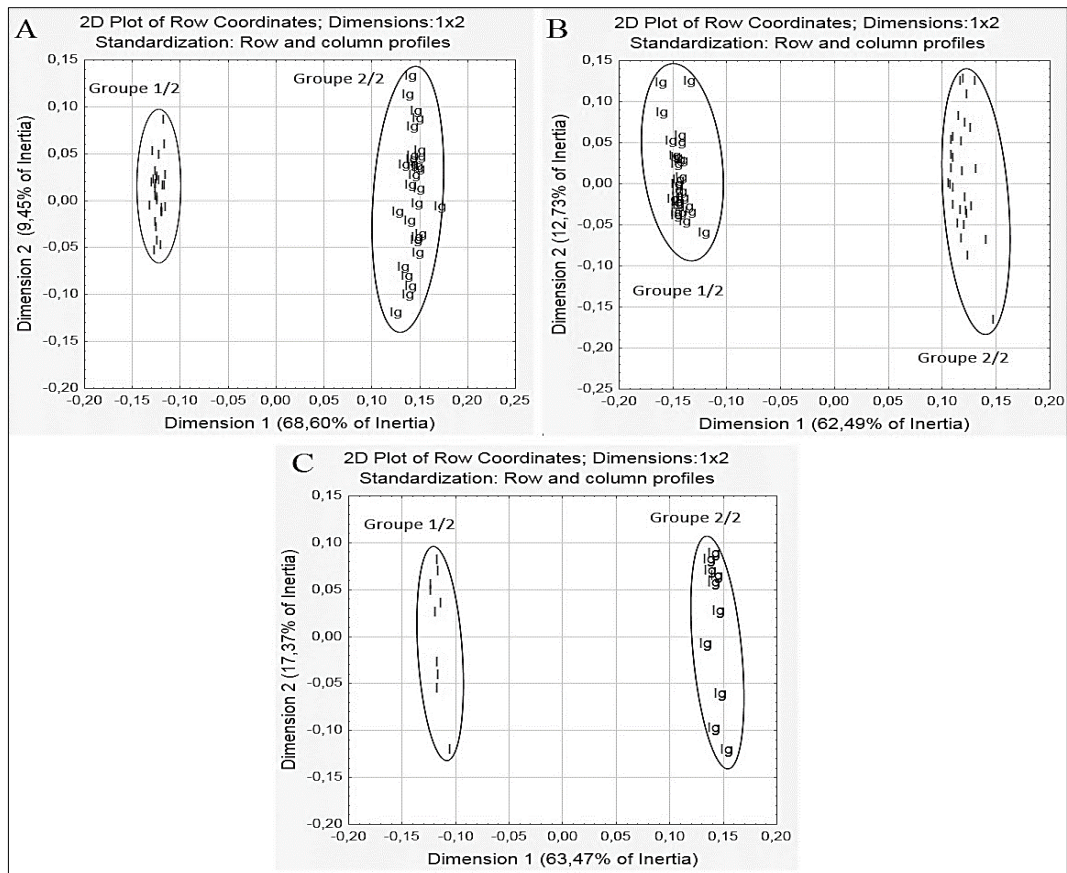 A
2D Plot of Row Coordinates; Dimensions:1x2
Standardization: Row and column profiles
Groupe 1/2
Groupe 2/2
Dimension 2 (9,45% of Inertia)
0,15
0,10
0,05
0,00
-0,05
-0,10
-0,15
-0,20
-0,20 -0,15 -0,10 -0,05 0,00 0,05 0,10 0,15 0,20 0,25
Dimension 1 (68,60% of Inertia)
B
2D Plot of Row Coordinates; Dimensions:1x2
Standardization: Row and column profiles
Groupe 1/2
Groupe 2/2
Dimension 2 (12,73% of Inertia)
0,15
0,10
0,05
0,00
-0,05
-0,10
-0,15
-0,20
-0,25
-0,20 -0,15 -0,10 -0,05 0,00 0,05 0,10 0,15 0,20
Dimension 1 (62,49% of Inertia)
C
2D Plot of Row Coordinates; Dimensions:1x2
Standardization: Row and column profiles
Groupe 1/2
Groupe 2/2
Dimension 2 (17,37% of Inertia)
0,15
0,10
0,05
0,00
-0,05
-0,10
-0,15
-0,20
-0,20 -0,15 -0,10 -0,05 0,00 0,05 0,10 0,15 0,20
Dimension 1 (63,47% of Inertia)